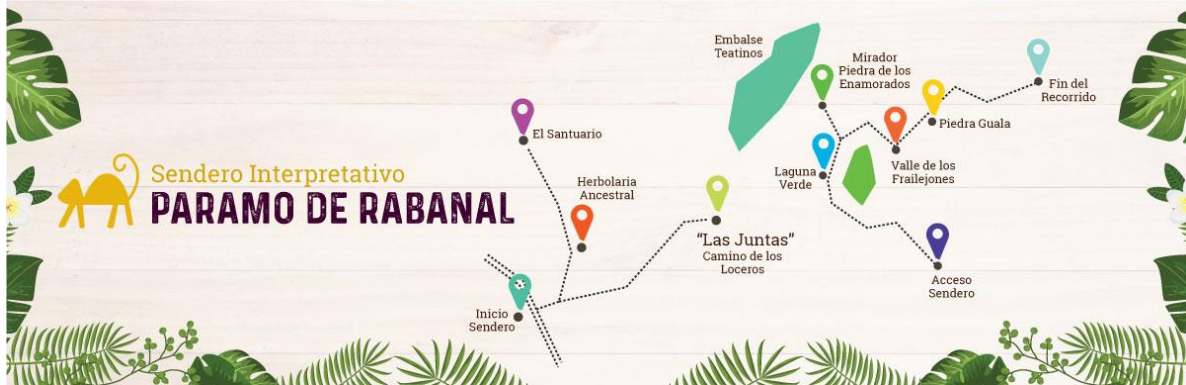 Sendero Interpretativo
PARAMO DE RABANAL
El Santuario
Herbolaria
Ancestral
Inicio
Sendero
“Las Juntas”
Camino de los
Loceros
Embalse
Teatinos
Mirador
Piedra de los
Enamorados
Laguna
Verde
Valle de los
Frailejones
Piedra Guala
Fin del
Recorrido
Acceso
Sendero